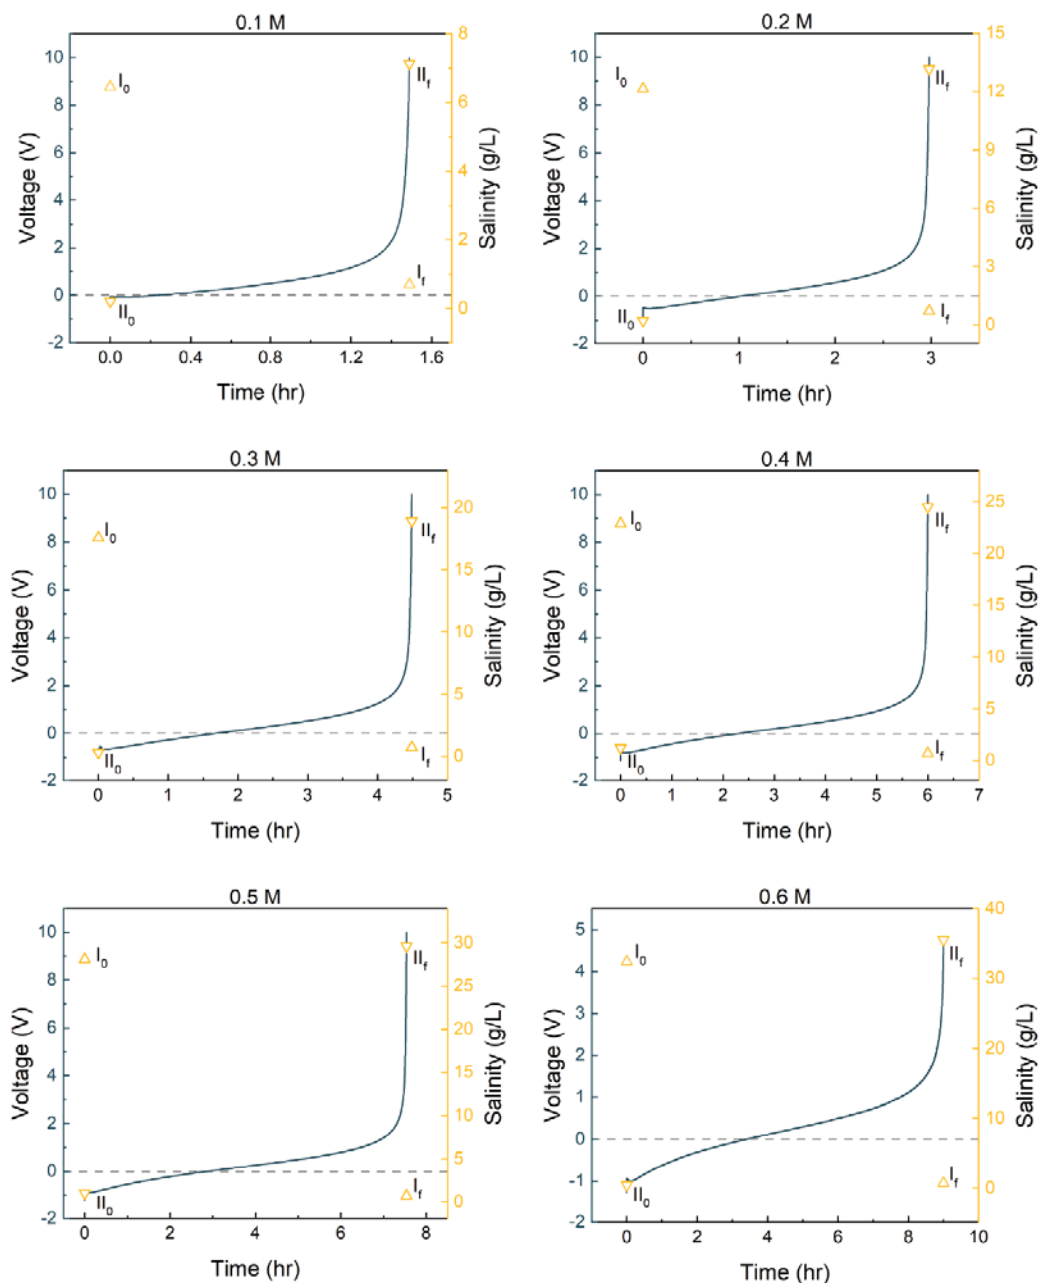 0.1 M
0.2 M
10
8
6
4
2
0
-2
Voltage (V)
8
6
4
2
0
Salinity (g/L)
I0
IIf
If
II0
0.0
0.4
0.8
1.2
1.6
Time (hr)
10
8
6
4
2
0
-2
Voltage (V)
15
12
9
6
3
0
Salinity (g/L)
I0
IIf
If
II0
0
1
2
3
Time (hr)
0.3 M
0.4 M
10
8
6
4
2
0
-2
Voltage (V)
20
15
10
5
0
Salinity (g/L)
I0
IIf
If
II0
0
1
2
3
4
5
Time (hr)
10
8
6
4
2
0
-2
Voltage (V)
25
20
15
10
5
0
Salinity (g/L)
I0
IIf
If
II0
0
1
2
3
4
5
6
7
Time (hr)
0.5 M
0.6 M
10
8
6
4
2
0
-2
Voltage (V)
30
25
20
15
10
5
0
Salinity (g/L)
I0
IIf
If
II0
0
2
4
6
8
Time (hr)
5
4
3
2
1
0
-1
-2
Voltage (V)
40
30
20
10
0
Salinity (g/L)
I0
IIf
If
II0
0
2
4
6
8
10
Time (hr)